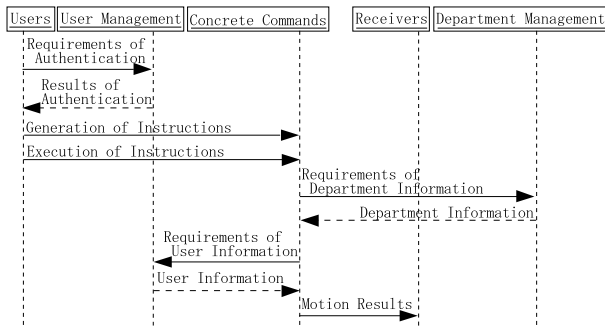 Users User Management Concrete Commands Receivers Department Management
Requirements of
Authentication
Results of
Authentication
Generation of Instructions
Execution of Instructions
Requirements of
Department Information
Department Information
Requirements of
User Information
User Information
Motion Results